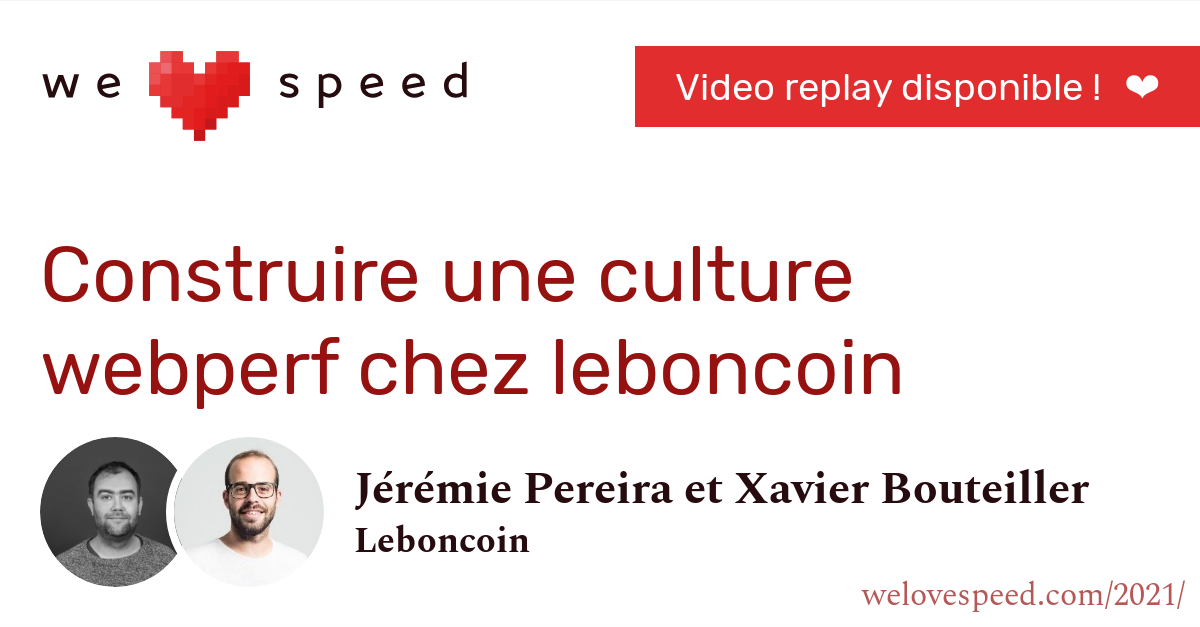 we speed
Video replay disponible ! ❤
Construire une culture
webperf chez leboncoin
Jérémie Pereira et Xavier Bouteiller
Leboncoin
welovespeed.com/2021/